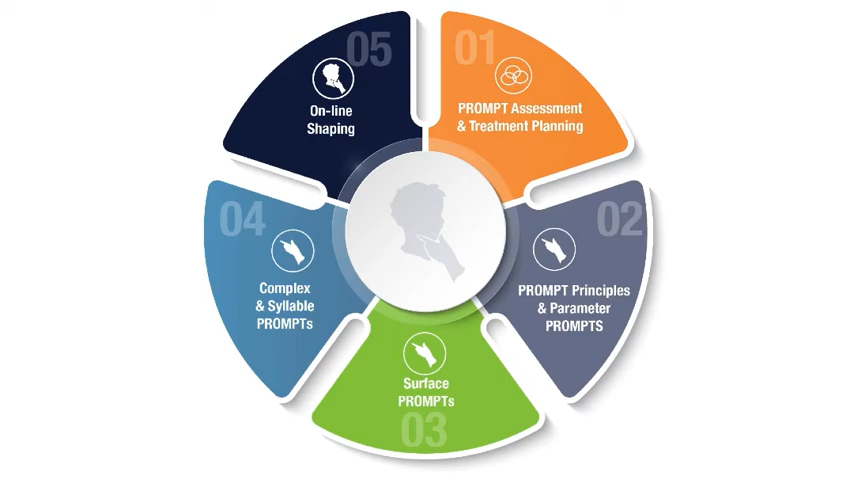 01
PROMPT Assessment
& Treatment Planning
02
PROMPT Principles
& Parameter
PROMPTS
Surface
PROMPTs
03
04
Complex
& Syllable
PROMPTs
05
On-line
Shaping